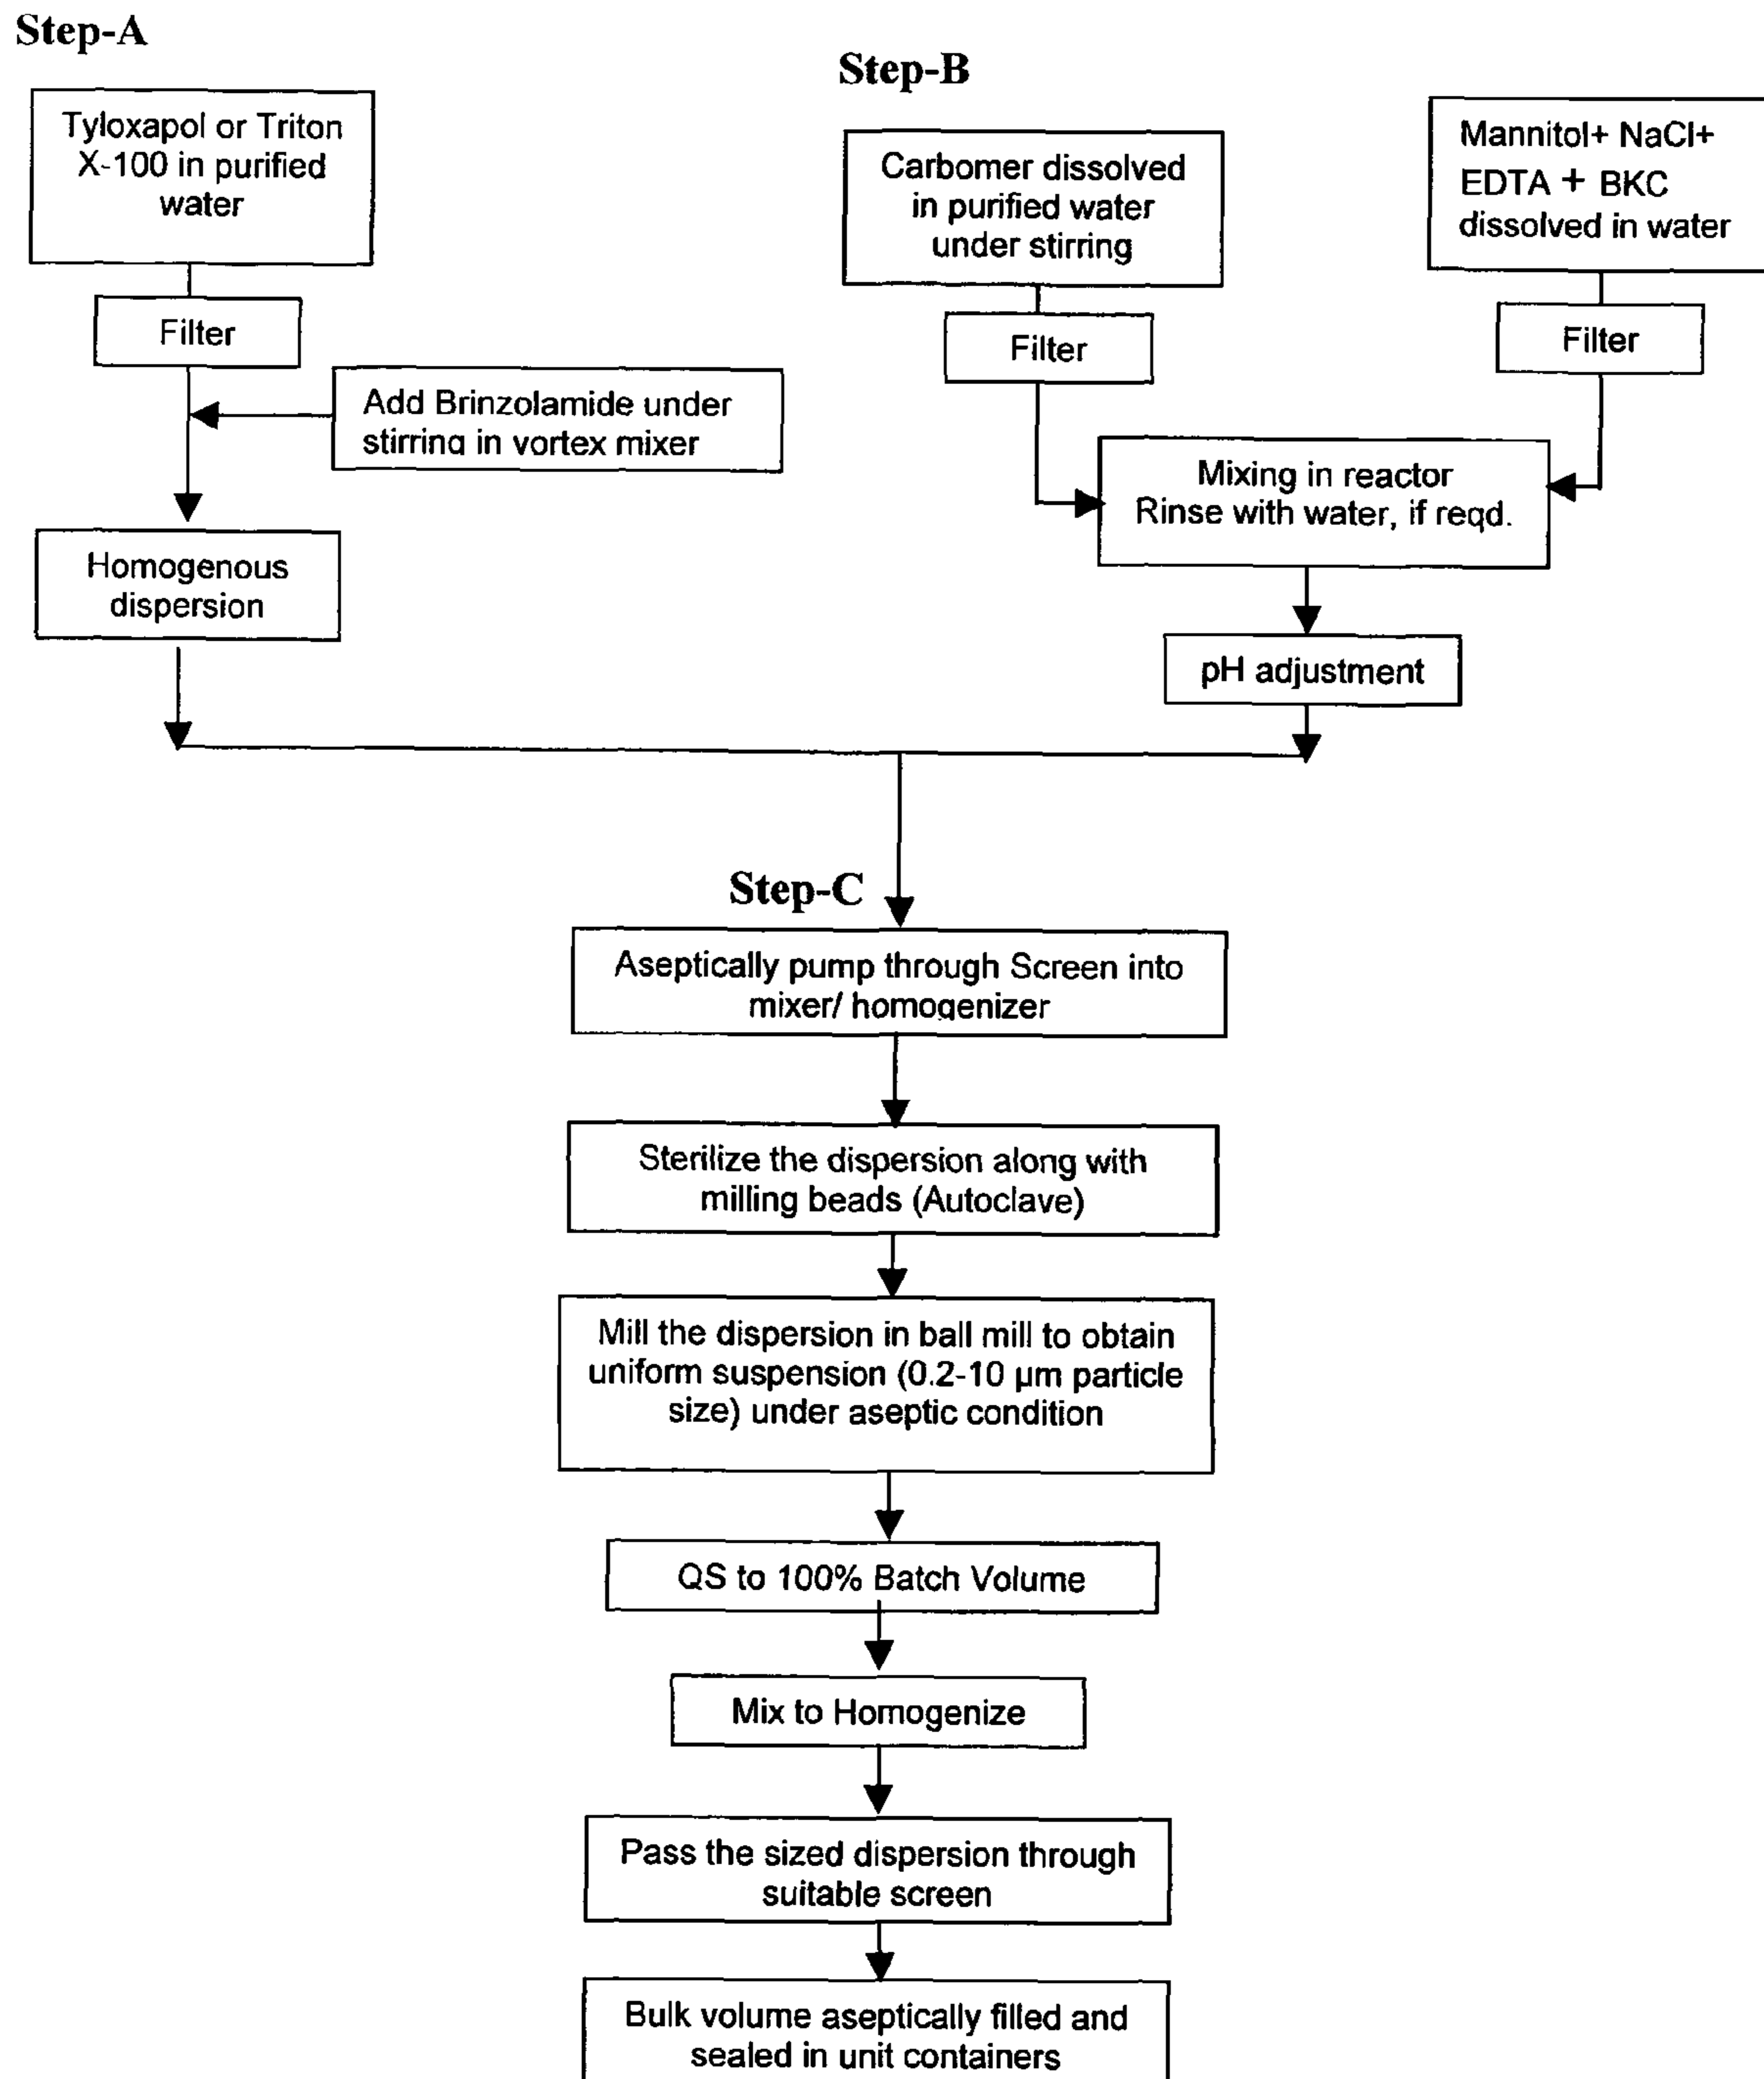 Step-A
Tyloxapol or Triton
X-100 in purified
water
Filter
Add Brinzolamide under
stirring in vortex mixer
Homogenous
dispersion
Step-B
Carbomer dissolved
in purified water
under stirring
Filter
Mannitol+ NaCl+
EDTA + BKC
dissolved in water
Filter
Mixing in reactor
Rinse with water, if reqd.
pH adjustment
Step-C
Aseptically pump through Screen into
mixer/ homogenizer
Sterilize the dispersion along with
milling beads (Autoclave)
Mill the dispersion in ball mill to obtain
uniform suspension (0.2-10 µm particle
size) under aseptic condition
QS to 100% Batch Volume
Mix to Homogenize
Pass the sized dispersion through
suitable screen
Bulk volume aseptically filled and
sealed in unit containers